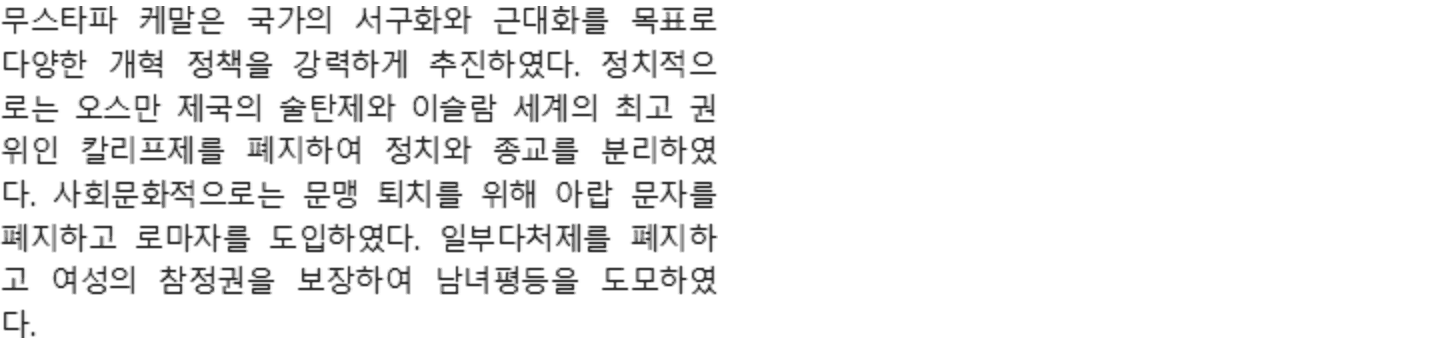 무스타파 케말은 국가의 서구화와 근대화를 목표로
다양한 개혁 정책을 강력하게 추진하였다. 정치적으
로는 오스만 제국의 술탄제와 이슬람 세계의 최고 권
위인 칼리프제를 폐지하여 정치와 종교를 분리하였
다. 사회문화적으로는 문맹 퇴치를 위해 아랍 문자를
폐지하고 로마자를 도입하였다. 일부다처제를 폐지하
고 여성의 참정권을 보장하여 남녀평등을 도모하였
다.